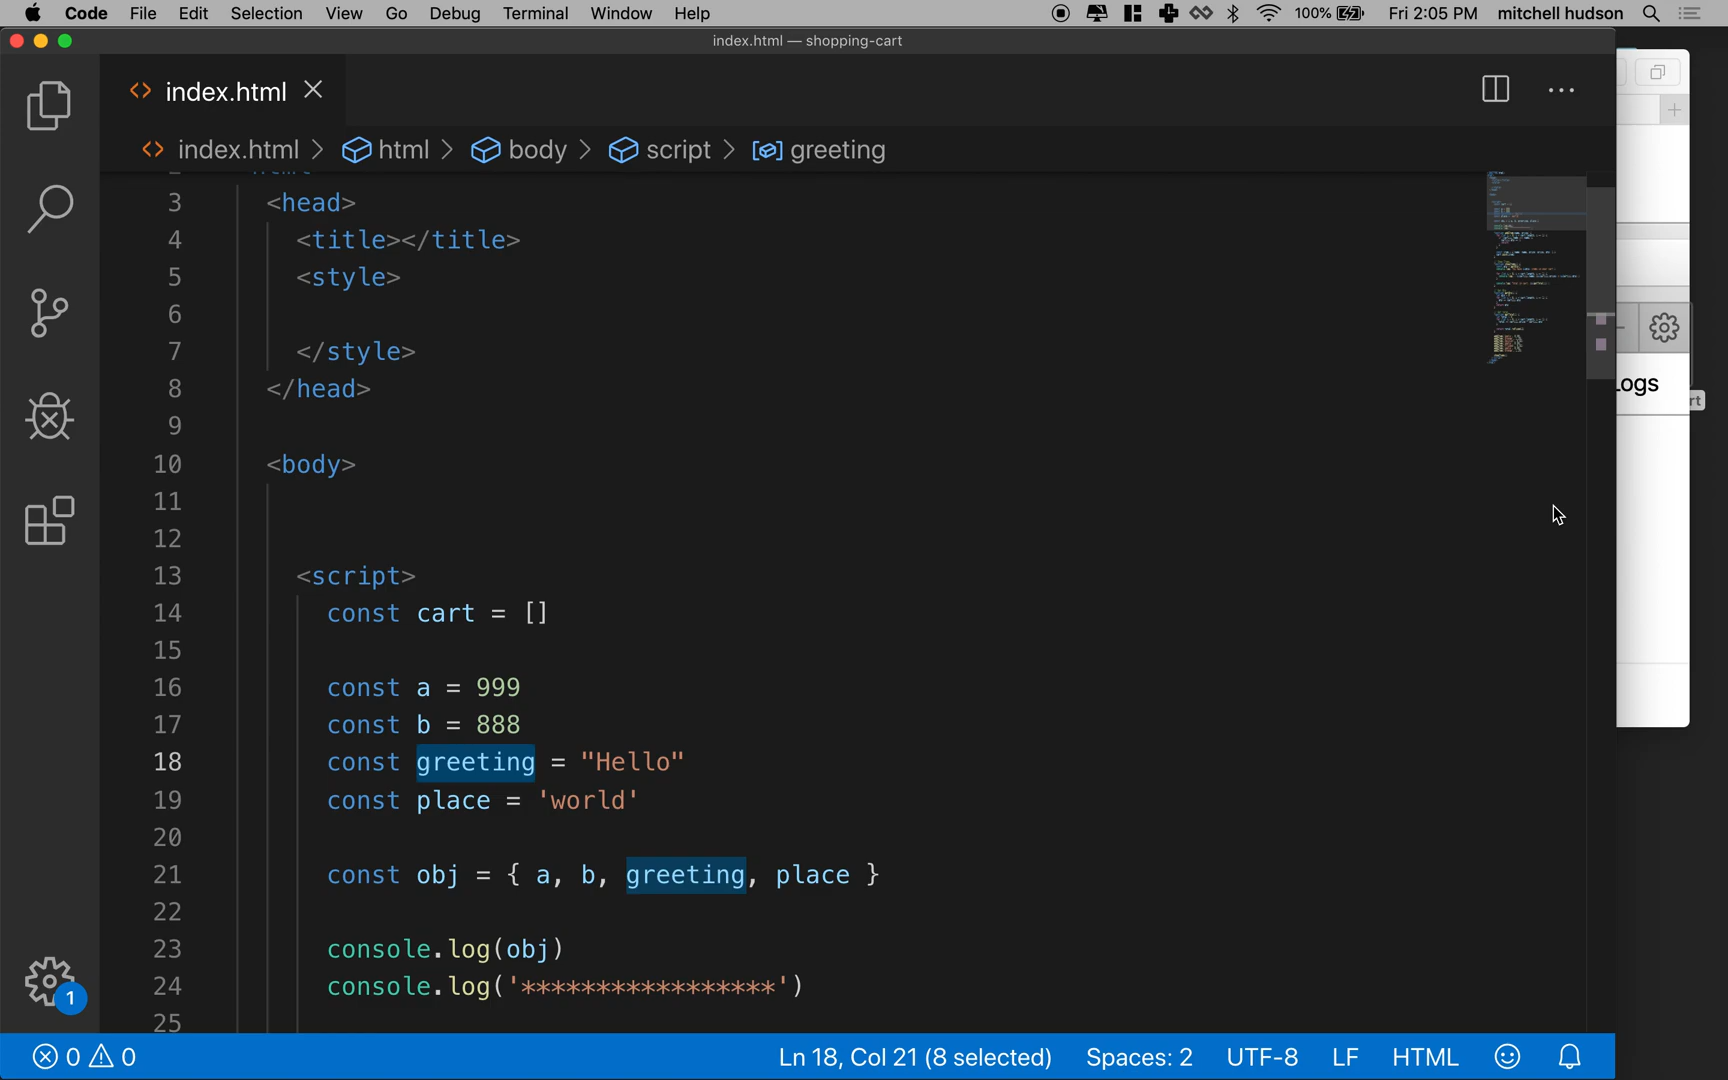 Code File Edit Selection View Go Debug Terminal Window Help 100% Fri 2:05 PM mitchell hudson
index.html — shopping-cart
<> index.html
<> index.html > html > body > script > greeting
3 <head>
4 <title></title>
5 <style>
6
7 </style>
8 </head>
9
10 <body>
11
12
13 <script>
14 const cart = []
15
16 const a = 999
17 const b = 888
18 const greeting = "Hello"
19 const place = 'world'
20
21 const obj = { a, b, greeting, place }
22
23 console.log(obj)
24 console.log('*****************')
25
Logs
rt
1
0 0 Ln 18, Col 21 (8 selected) Spaces: 2 UTF-8 LF HTML